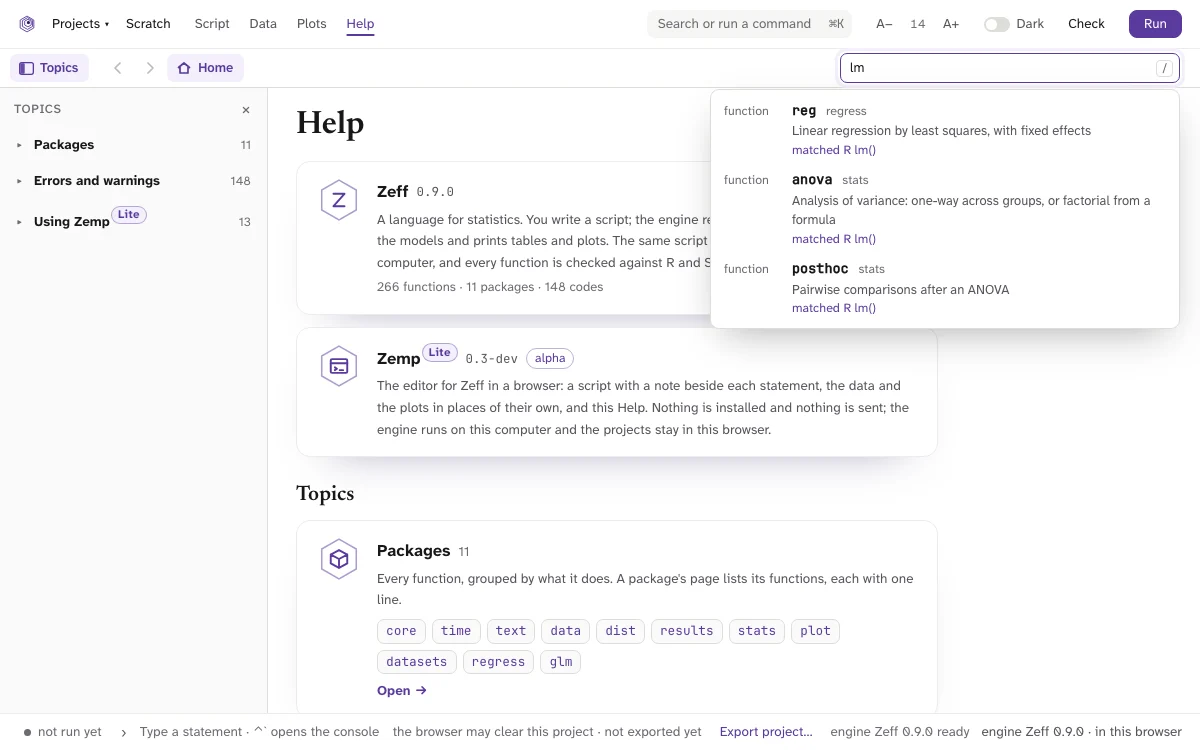 Projects ▾ Scratch Script Data Plots Help Search or run a command ⌘K A– 14 A+ Dark Check Run
Topics Home lm /
TOPICS ×
▸ Packages 11
▸ Errors and warnings 148
▸ Using Zemp Lite 13
Help
Zeff 0.9.0
A language for statistics. You write a script; the engine re
the models and prints tables and plots. The same script
computer, and every function is checked against R and S
266 functions · 11 packages · 148 codes
function reg regress
Linear regression by least squares, with fixed effects
matched R lm()
function anova stats
Analysis of variance: one-way across groups, or factorial from a
formula
matched R lm()
function posthoc stats
Pairwise comparisons after an ANOVA
matched R lm()
Zemp Lite 0.3-dev alpha
The editor for Zeff in a browser: a script with a note beside each statement, the data and
the plots in places of their own, and this Help. Nothing is installed and nothing is sent; the
engine runs on this computer and the projects stay in this browser.
Topics
Packages 11
Every function, grouped by what it does. A package's page lists its functions, each with one
line.
core time text data dist results stats plot
datasets regress glm
Open →
● not run yet › Type a statement · ^` opens the console the browser may clear this project · not exported yet Export project… engine Zeff 0.9.0 ready engine Zeff 0.9.0 · in this browser